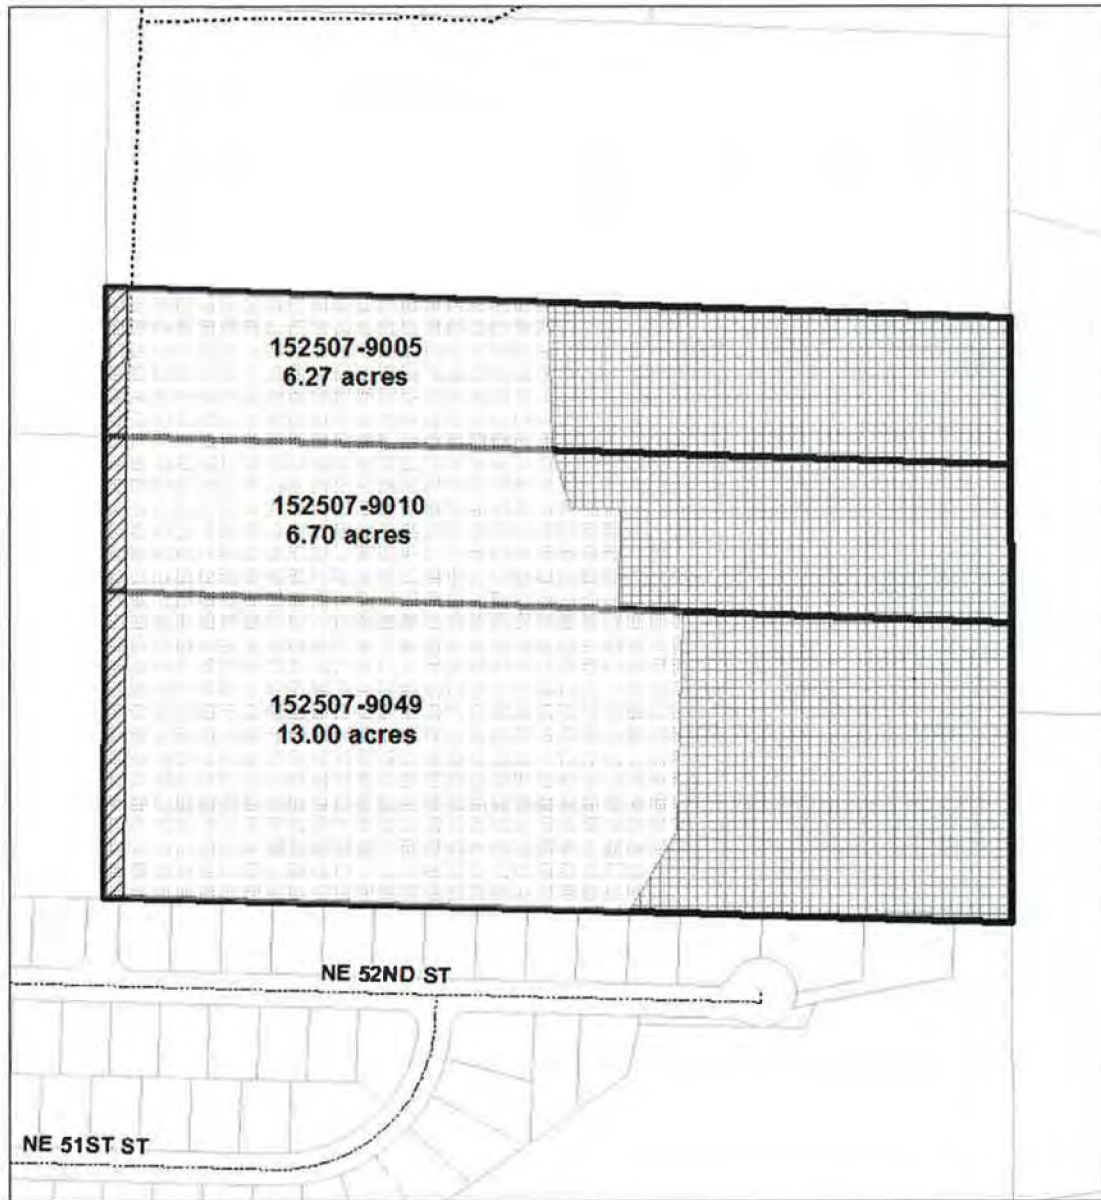 152507-9005
6.27 acres
152507-9010
6.70 acres
152507-9049
13.00 acres
NE 52ND ST
NE 51ST ST